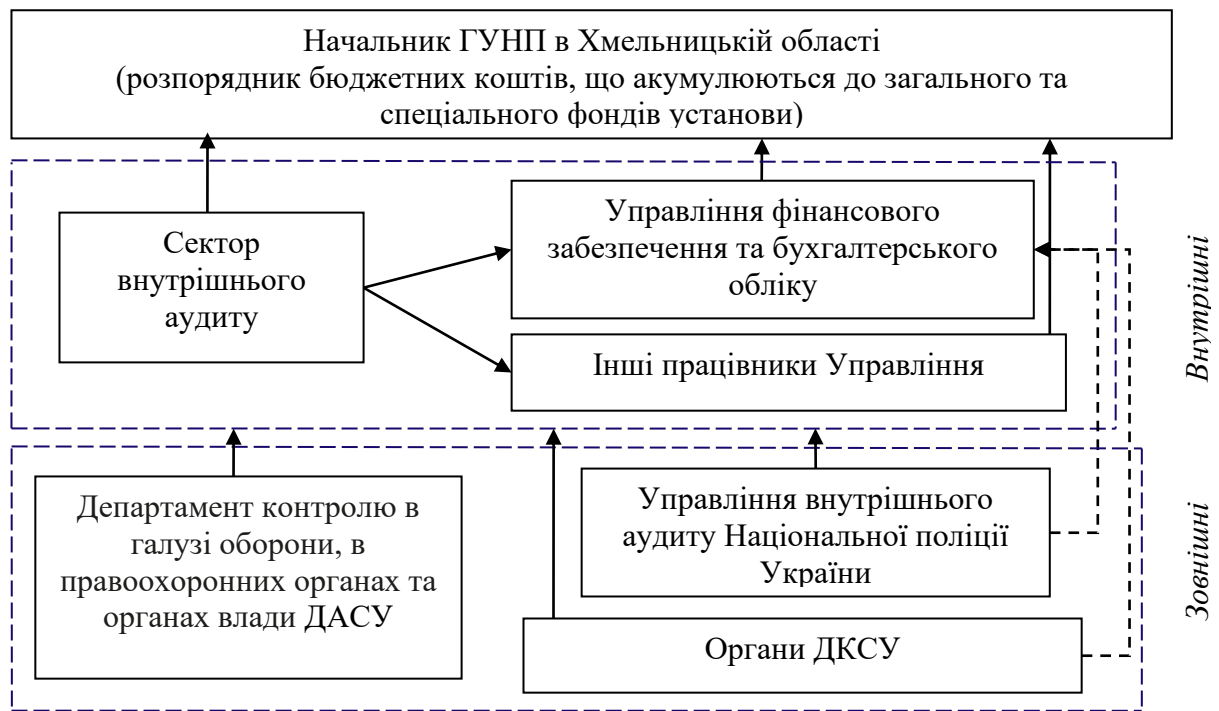 Начальник ГУНП в Хмельницькій області
(розпорядник бюджетних коштів, що акумулюються до загального та
спеціального фондів установи)
Сектор
внутрішнього
аудиту
Управління фінансового
забезпечення та бухгалтерського
обліку
Інші працівники Управління
Внутрішні
Департамент контролю в
галузі оборони, в
правоохоронних органах та
органах влади ДАСУ
Управління внутрішнього
аудиту Національної поліції
України
Органи ДКСУ
Зовнішні